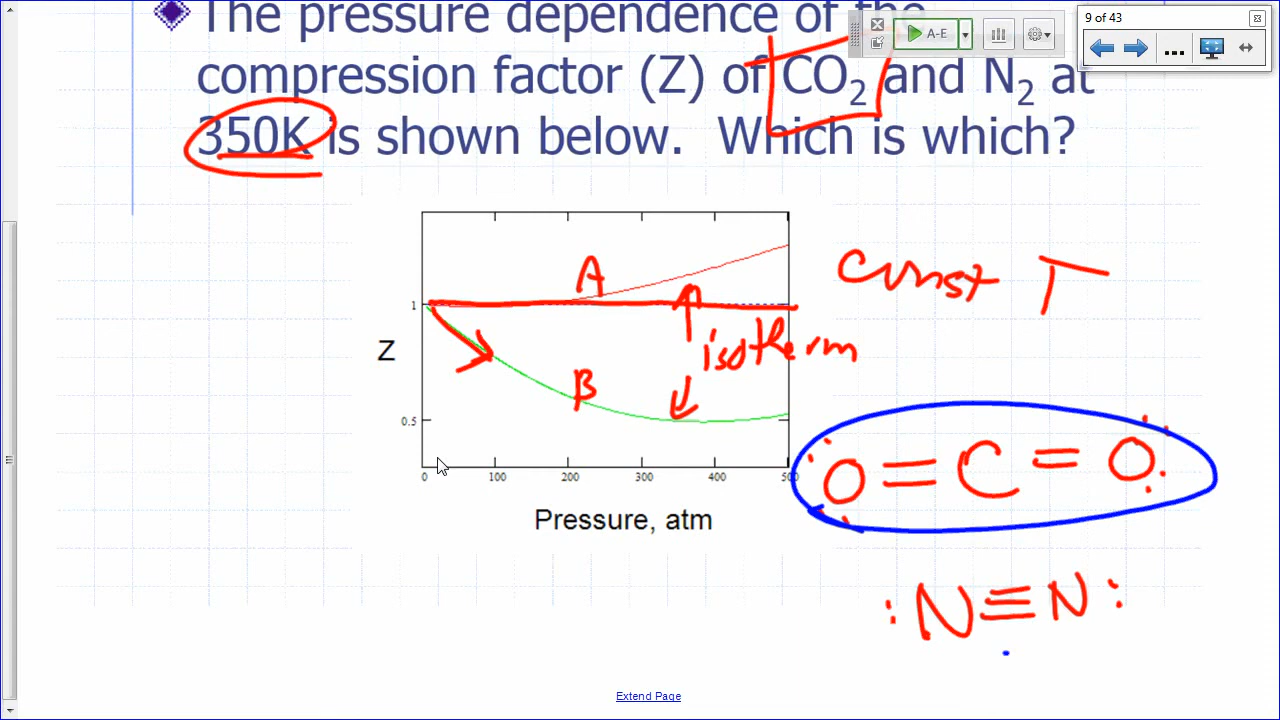 The pressure dependence of the
compression factor (Z) of CO₂ and N₂ at
350K is shown below. Which is which?
A-E
9 of 43
...
A
1
Z
isotherm
B
0.5
0 100 200 300 400 500
Pressure, atm
const T
O=C=O
:N≡N:
Extend Page